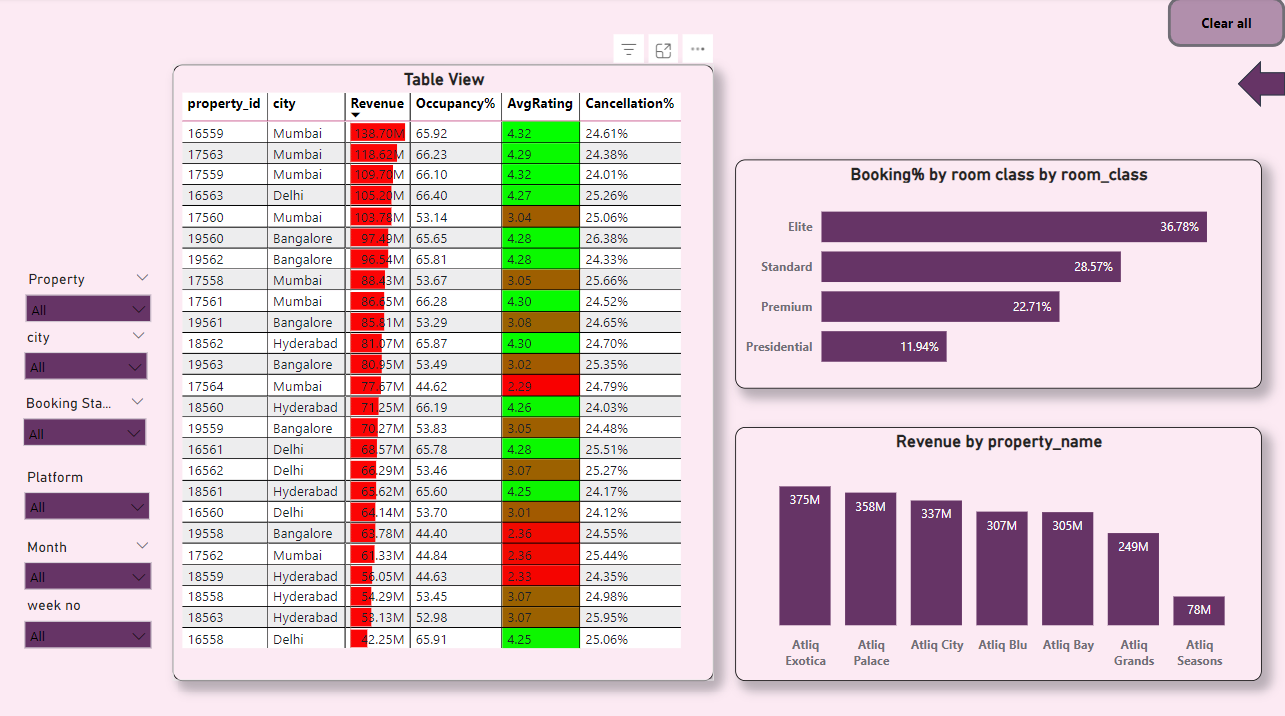 Clear all
Property
All
city
All
Booking Sta...
All
Platform
All
Month
All
week no
All
Table View
property_id city Revenue Occupancy% AvgRating Cancellation%
16559 Mumbai 138.70M 65.92 4.32 24.61%
17563 Mumbai 118.62M 66.23 4.29 24.38%
17559 Mumbai 109.70M 66.10 4.32 24.01%
16563 Delhi 105.20M 66.40 4.27 25.26%
17560 Mumbai 103.78M 53.14 3.04 25.06%
19560 Bangalore 97.49M 65.65 4.28 26.38%
19562 Bangalore 96.54M 65.81 4.28 24.33%
17558 Mumbai 88.43M 53.67 3.05 25.66%
17561 Mumbai 86.65M 66.28 4.30 24.52%
19561 Bangalore 85.81M 53.29 3.08 24.65%
18562 Hyderabad 81.07M 65.87 4.30 24.70%
19563 Bangalore 80.95M 53.49 3.02 25.35%
17564 Mumbai 77.67M 44.62 2.29 24.79%
18560 Hyderabad 71.25M 66.19 4.26 24.03%
19559 Bangalore 70.27M 53.83 3.05 24.48%
16561 Delhi 68.57M 65.78 4.28 25.51%
16562 Delhi 66.29M 53.46 3.07 25.27%
18561 Hyderabad 65.62M 65.60 4.25 24.17%
16560 Delhi 64.14M 53.70 3.01 24.12%
19558 Bangalore 63.78M 44.40 2.36 24.55%
17562 Mumbai 61.33M 44.84 2.36 25.44%
18559 Hyderabad 56.05M 44.63 2.33 24.35%
18558 Hyderabad 54.29M 53.45 3.07 24.98%
18563 Hyderabad 53.13M 52.98 3.07 25.95%
16558 Delhi 42.25M 65.91 4.25 25.06%
Booking% by room class by room_class
Elite 36.78%
Standard 28.57%
Premium 22.71%
Presidential 11.94%
Revenue by property_name
375M 358M 337M 307M 305M 249M 78M
Atliq Exotica
Atliq Palace
Atliq City
Atliq Blu
Atliq Bay
Atliq Grands
Atliq Seasons